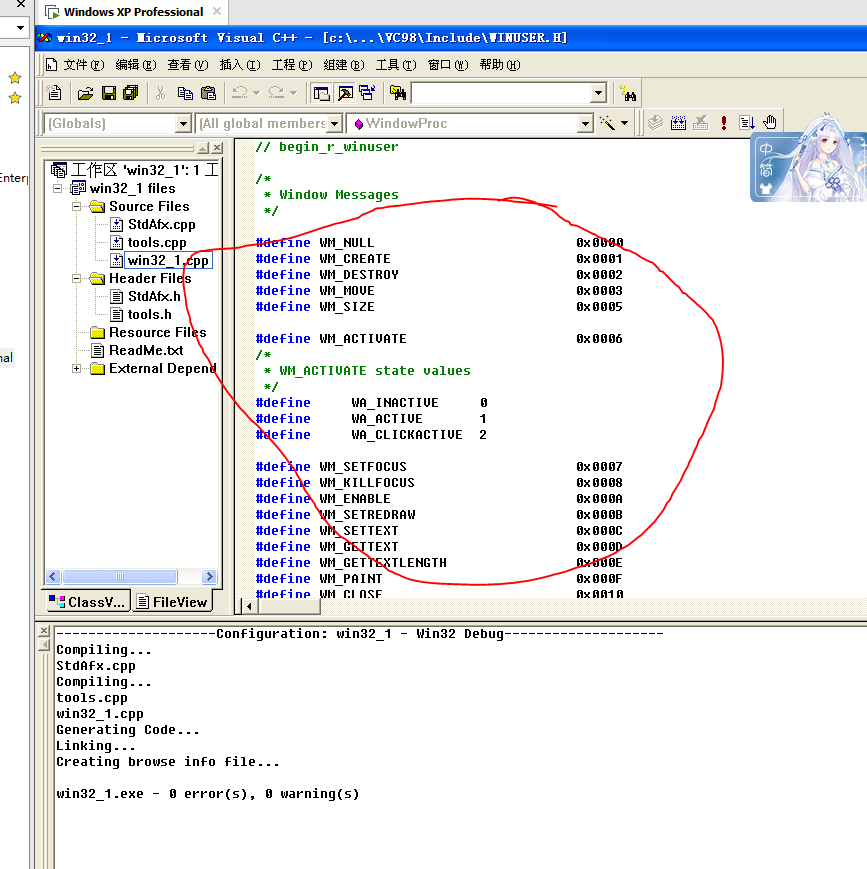 Windows XP Professional
win32_1 - Microsoft Visual C++ - [c:\...\VC98\Include\WINUSER.H]
文件(F) 编辑(E) 查看(V) 插入(I) 工程(P) 组建(B) 工具(T) 窗口(W) 帮助(H)
[Globals] [All global members WindowProc
中
简
工作区 'win32_1': 1 工
win32_1 files
Source Files
StdAfx.cpp
tools.cpp
win32_1.cpp
Header Files
StdAfx.h
tools.h
Resource Files
ReadMe.txt
External Depend
ClassV... FileView
Enterp
nal
// begin_r_winuser
/*
* Window Messages
*/
#define WM_NULL 0x0000
#define WM_CREATE 0x0001
#define WM_DESTROY 0x0002
#define WM_MOVE 0x0003
#define WM_SIZE 0x0005
#define WM_ACTIVATE 0x0006
/*
* WM_ACTIVATE state values
*/
#define WA_INACTIVE 0
#define WA_ACTIVE 1
#define WA_CLICKACTIVE 2
#define WM_SETFOCUS 0x0007
#define WM_KILLFOCUS 0x0008
#define WM_ENABLE 0x000A
#define WM_SETREDRAW 0x000B
#define WM_SETTEXT 0x000C
#define WM_GETTEXT 0x000D
#define WM_GETTEXTLENGTH 0x000E
#define WM_PAINT 0x000F
#define WM_CLOSE 0x0010
--------------------Configuration: win32_1 - Win32 Debug--------------------
Compiling...
StdAfx.cpp
Compiling...
tools.cpp
win32_1.cpp
Generating Code...
Linking...
Creating browse info file...
win32_1.exe - 0 error(s), 0 warning(s)